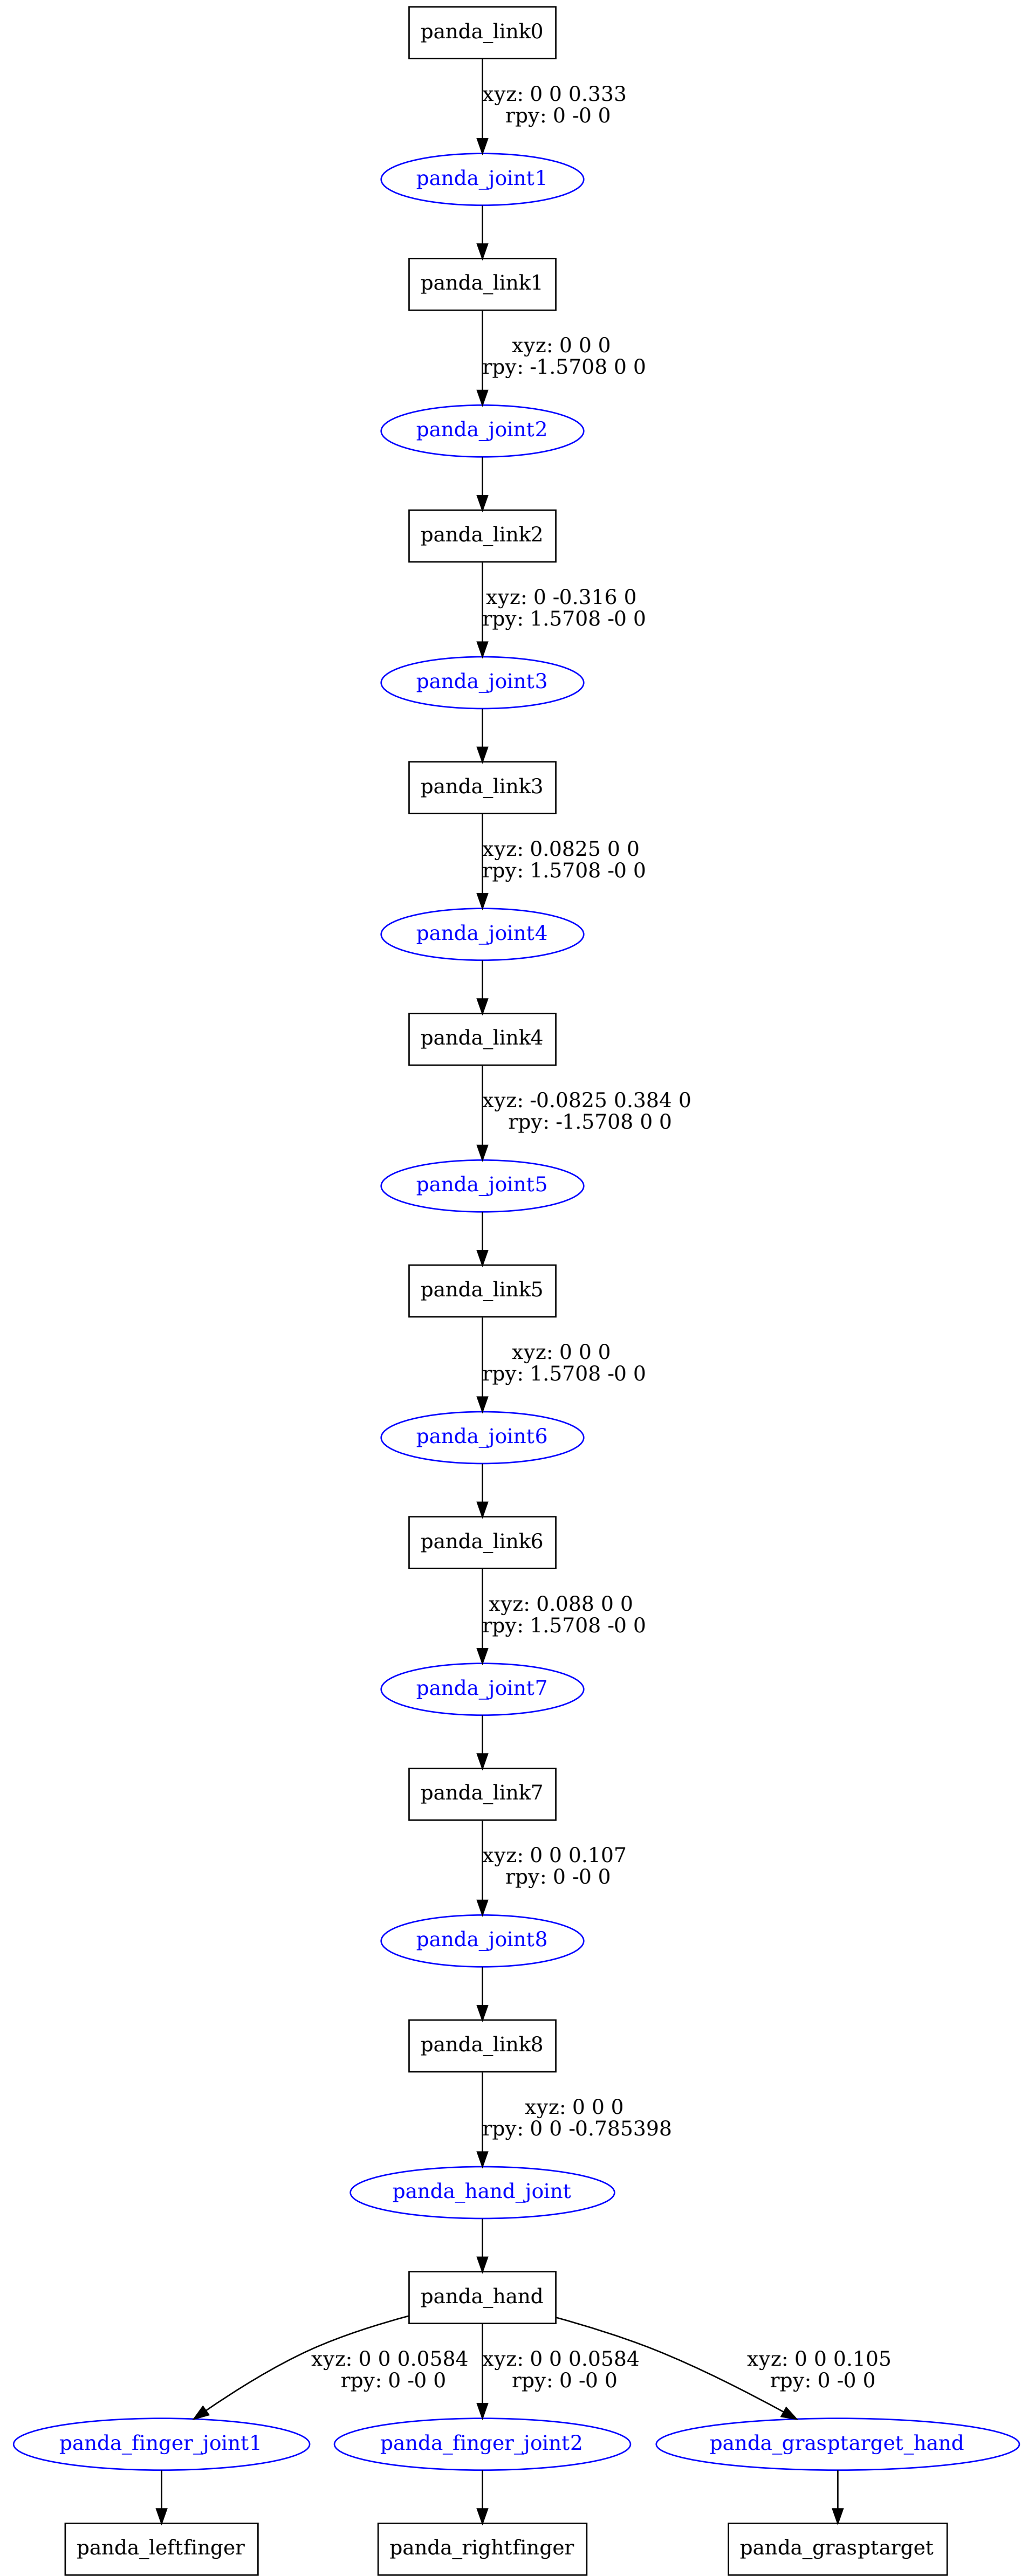 panda_link0
xyz: 0 0 0.333
rpy: 0 -0 0
panda_joint1
panda_link1
xyz: 0 0 0
rpy: -1.5708 0 0
panda_joint2
panda_link2
xyz: 0 -0.316 0
rpy: 1.5708 -0 0
panda_joint3
panda_link3
xyz: 0.0825 0 0
rpy: 1.5708 -0 0
panda_joint4
panda_link4
xyz: -0.0825 0.384 0
rpy: -1.5708 0 0
panda_joint5
panda_link5
xyz: 0 0 0
rpy: 1.5708 -0 0
panda_joint6
panda_link6
xyz: 0.088 0 0
rpy: 1.5708 -0 0
panda_joint7
panda_link7
xyz: 0 0 0.107
rpy: 0 -0 0
panda_joint8
panda_link8
xyz: 0 0 0
rpy: 0 0 -0.785398
panda_hand_joint
panda_hand
xyz: 0 0 0.0584
rpy: 0 -0 0
xyz: 0 0 0.0584
rpy: 0 -0 0
xyz: 0 0 0.105
rpy: 0 -0 0
panda_finger_joint1
panda_finger_joint2
panda_grasptarget_hand
panda_leftfinger
panda_rightfinger
panda_grasptarget